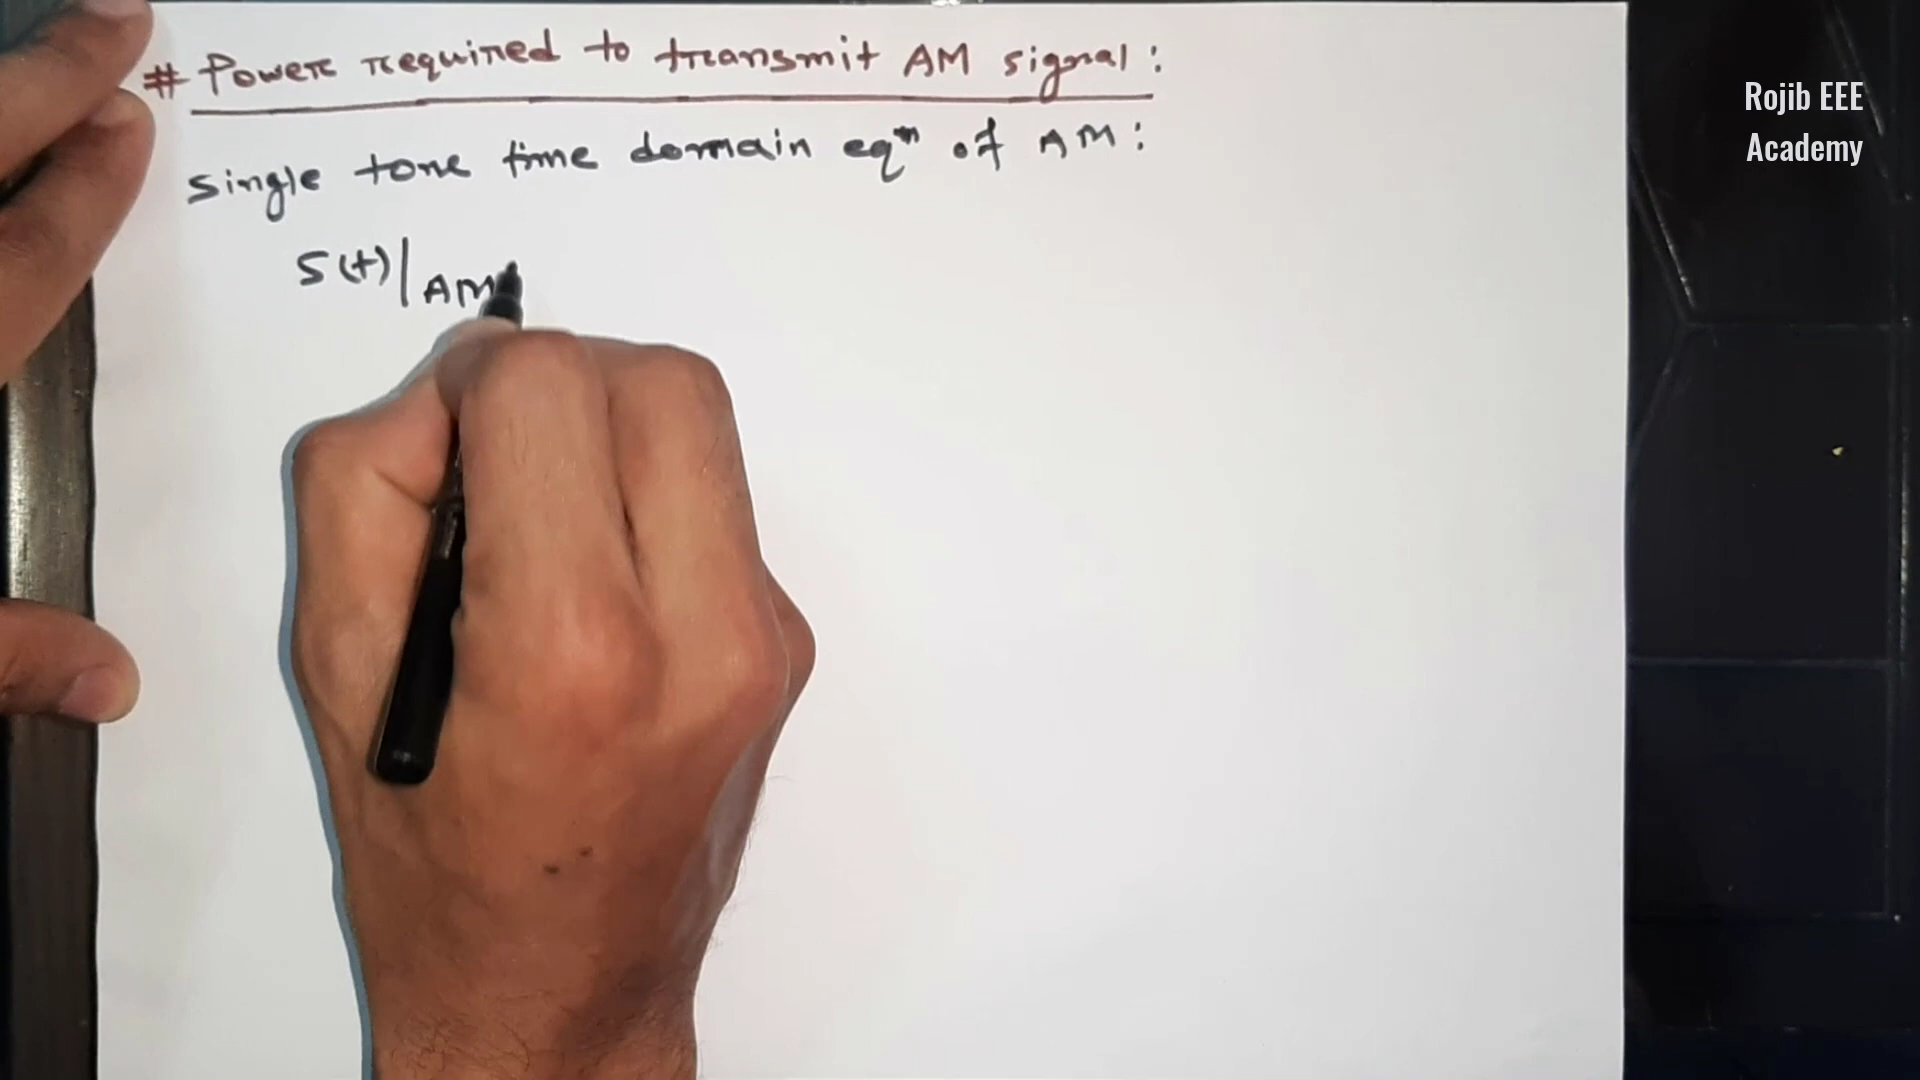 # Power required to transmit AM signal:
single tone time domain eqⁿ of AM:
S(t)|AM
Rojib EEE
Academy